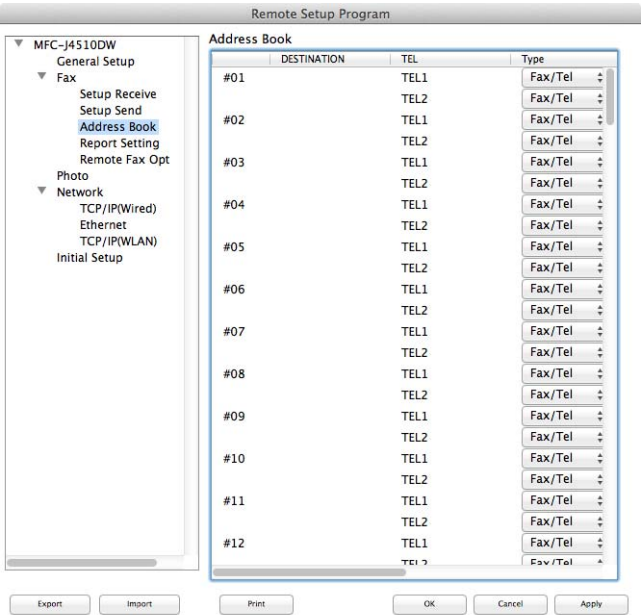 Remote Setup Program
MFC-J4510DW
General Setup
Fax
Setup Receive
Setup Send
Address Book
Report Setting
Remote Fax Opt
Photo
Network
TCP/IP(Wired)
Ethernet
TCP/IP(WLAN)
Initial Setup
Address Book
DESTINATION TEL Type
#01 TEL1 Fax/Tel
TEL2 Fax/Tel
#02 TEL1 Fax/Tel
TEL2 Fax/Tel
#03 TEL1 Fax/Tel
TEL2 Fax/Tel
#04 TEL1 Fax/Tel
TEL2 Fax/Tel
#05 TEL1 Fax/Tel
TEL2 Fax/Tel
#06 TEL1 Fax/Tel
TEL2 Fax/Tel
#07 TEL1 Fax/Tel
TEL2 Fax/Tel
#08 TEL1 Fax/Tel
TEL2 Fax/Tel
#09 TEL1 Fax/Tel
TEL2 Fax/Tel
#10 TEL1 Fax/Tel
TEL2 Fax/Tel
#11 TEL1 Fax/Tel
TEL2 Fax/Tel
#12 TEL1 Fax/Tel
TEL2 Fax/Tel
Export Import Print OK Cancel Apply